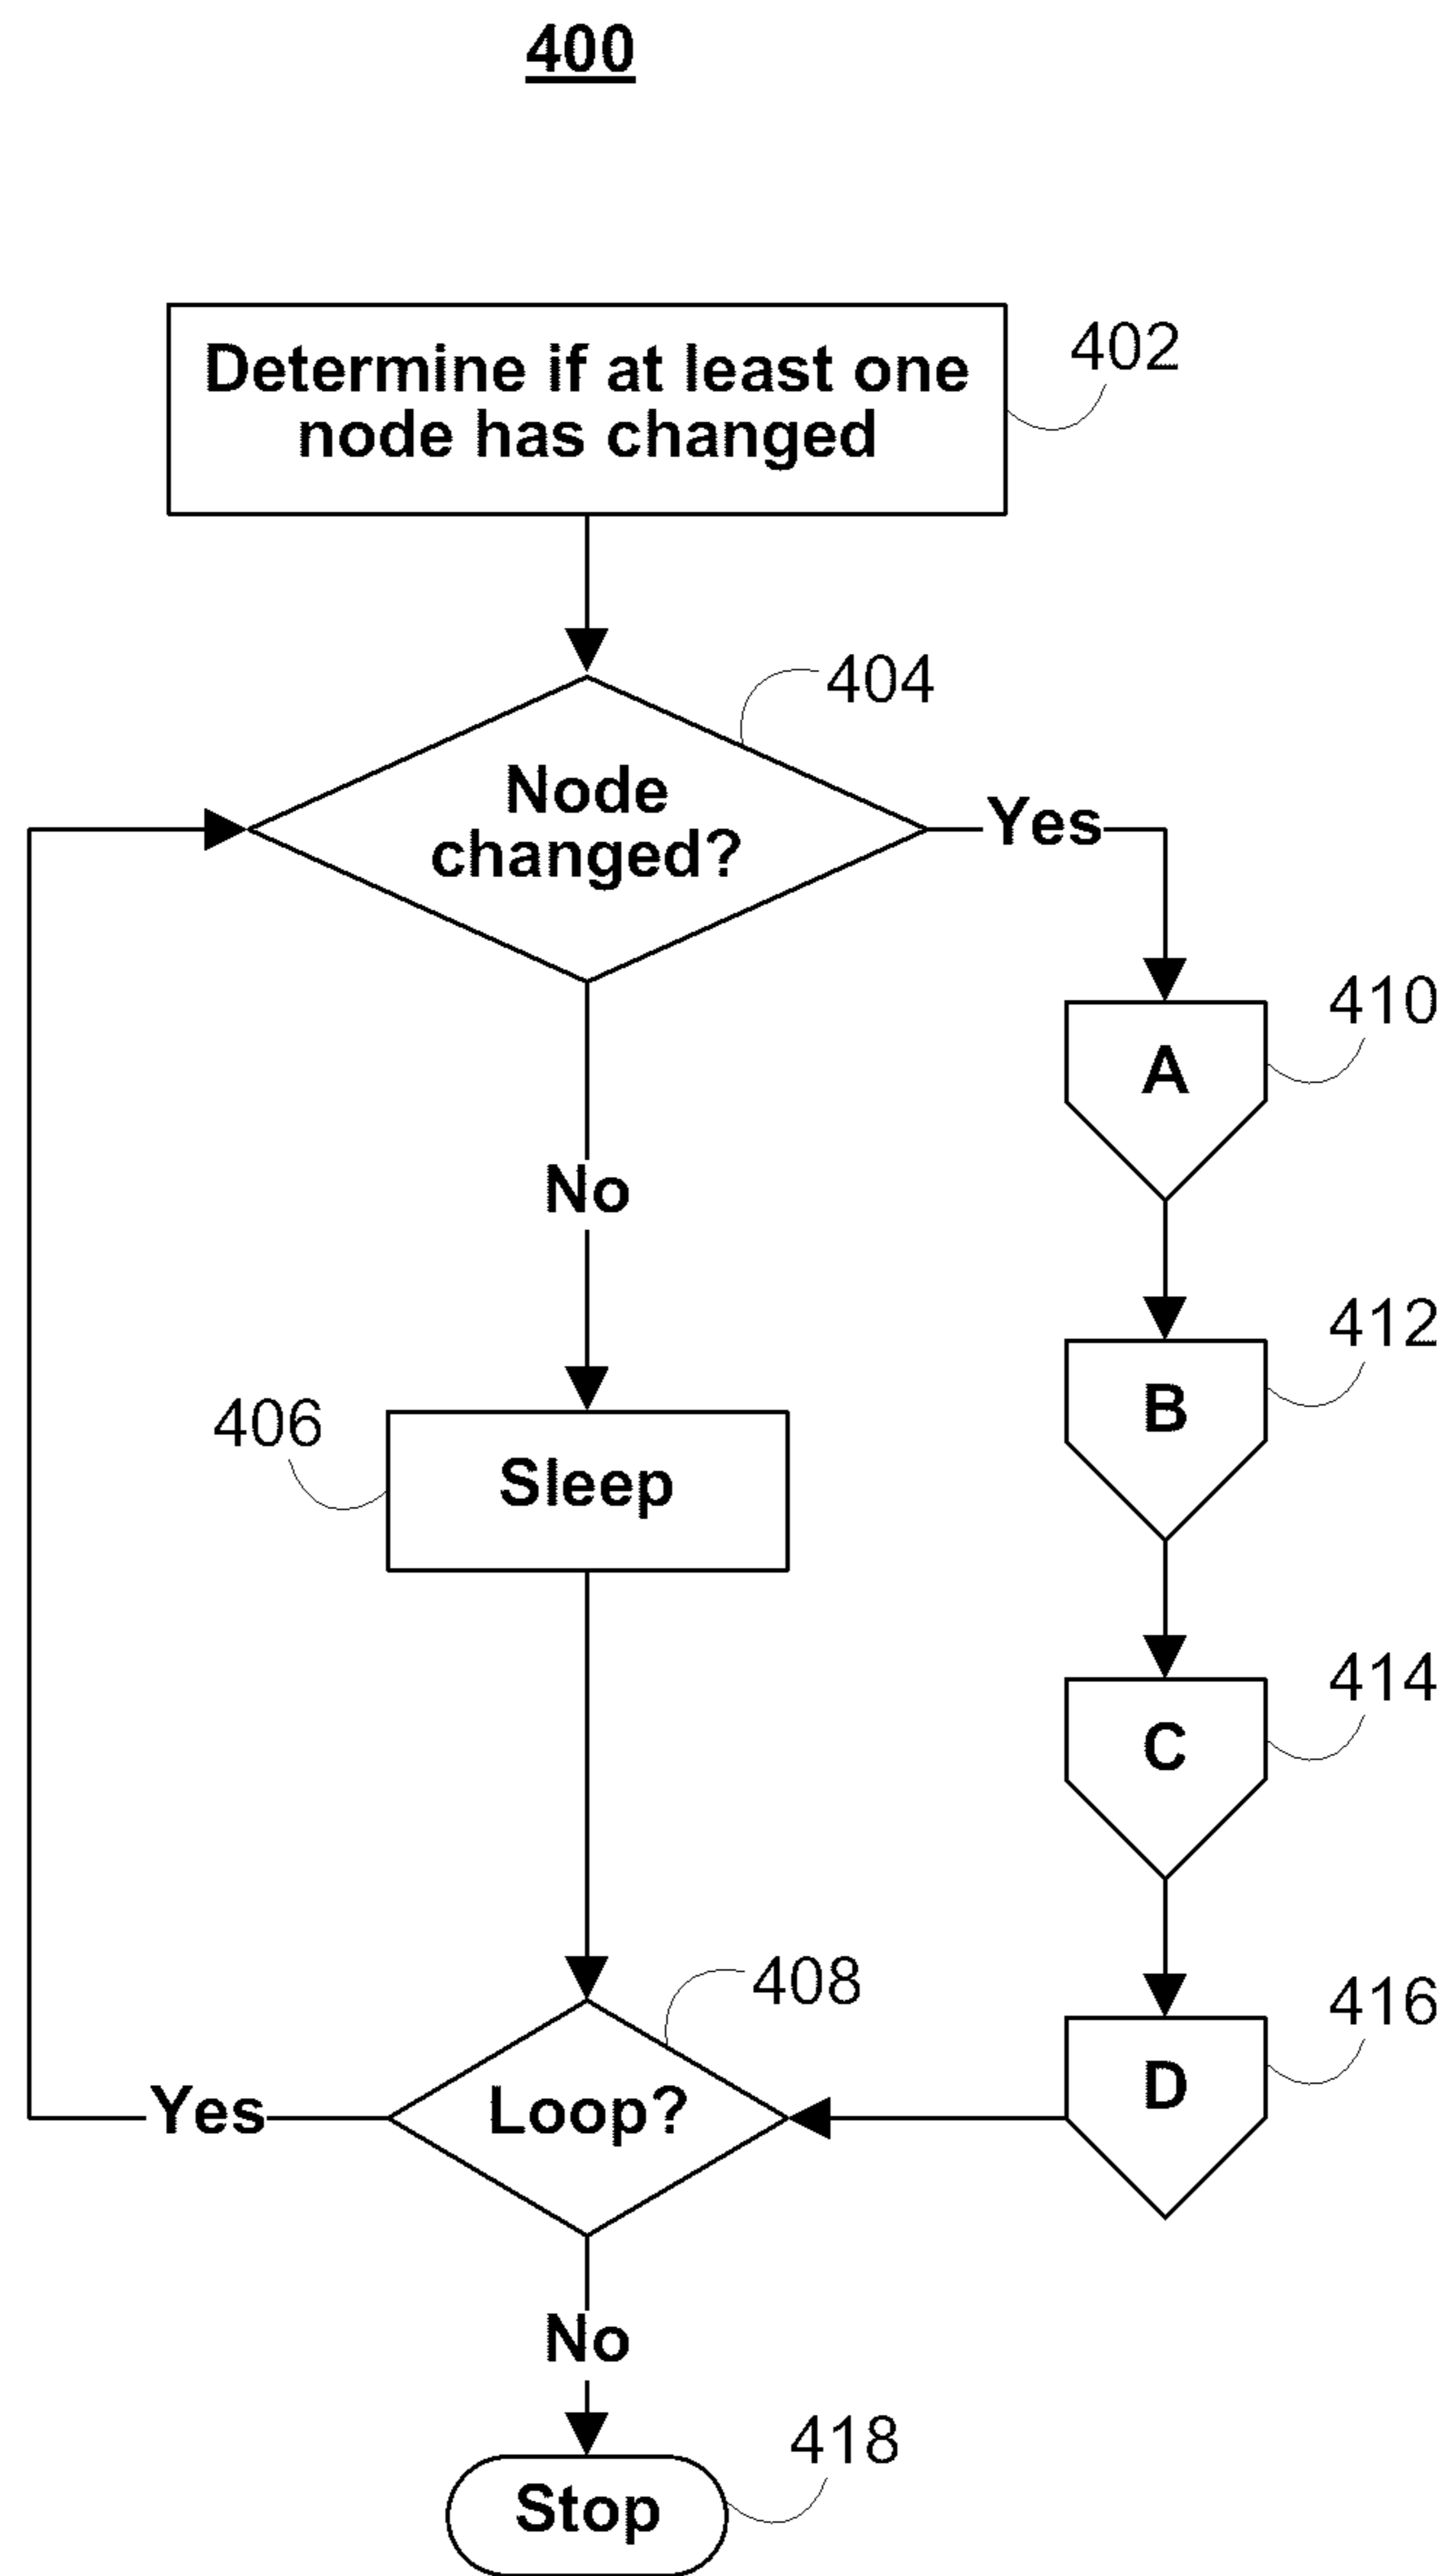 400
Determine if at least one
node has changed
402
404
Node
changed?
Yes
410
A
No
412
B
406
Sleep
414
C
408
416
Yes
Loop?
D
No
418
Stop